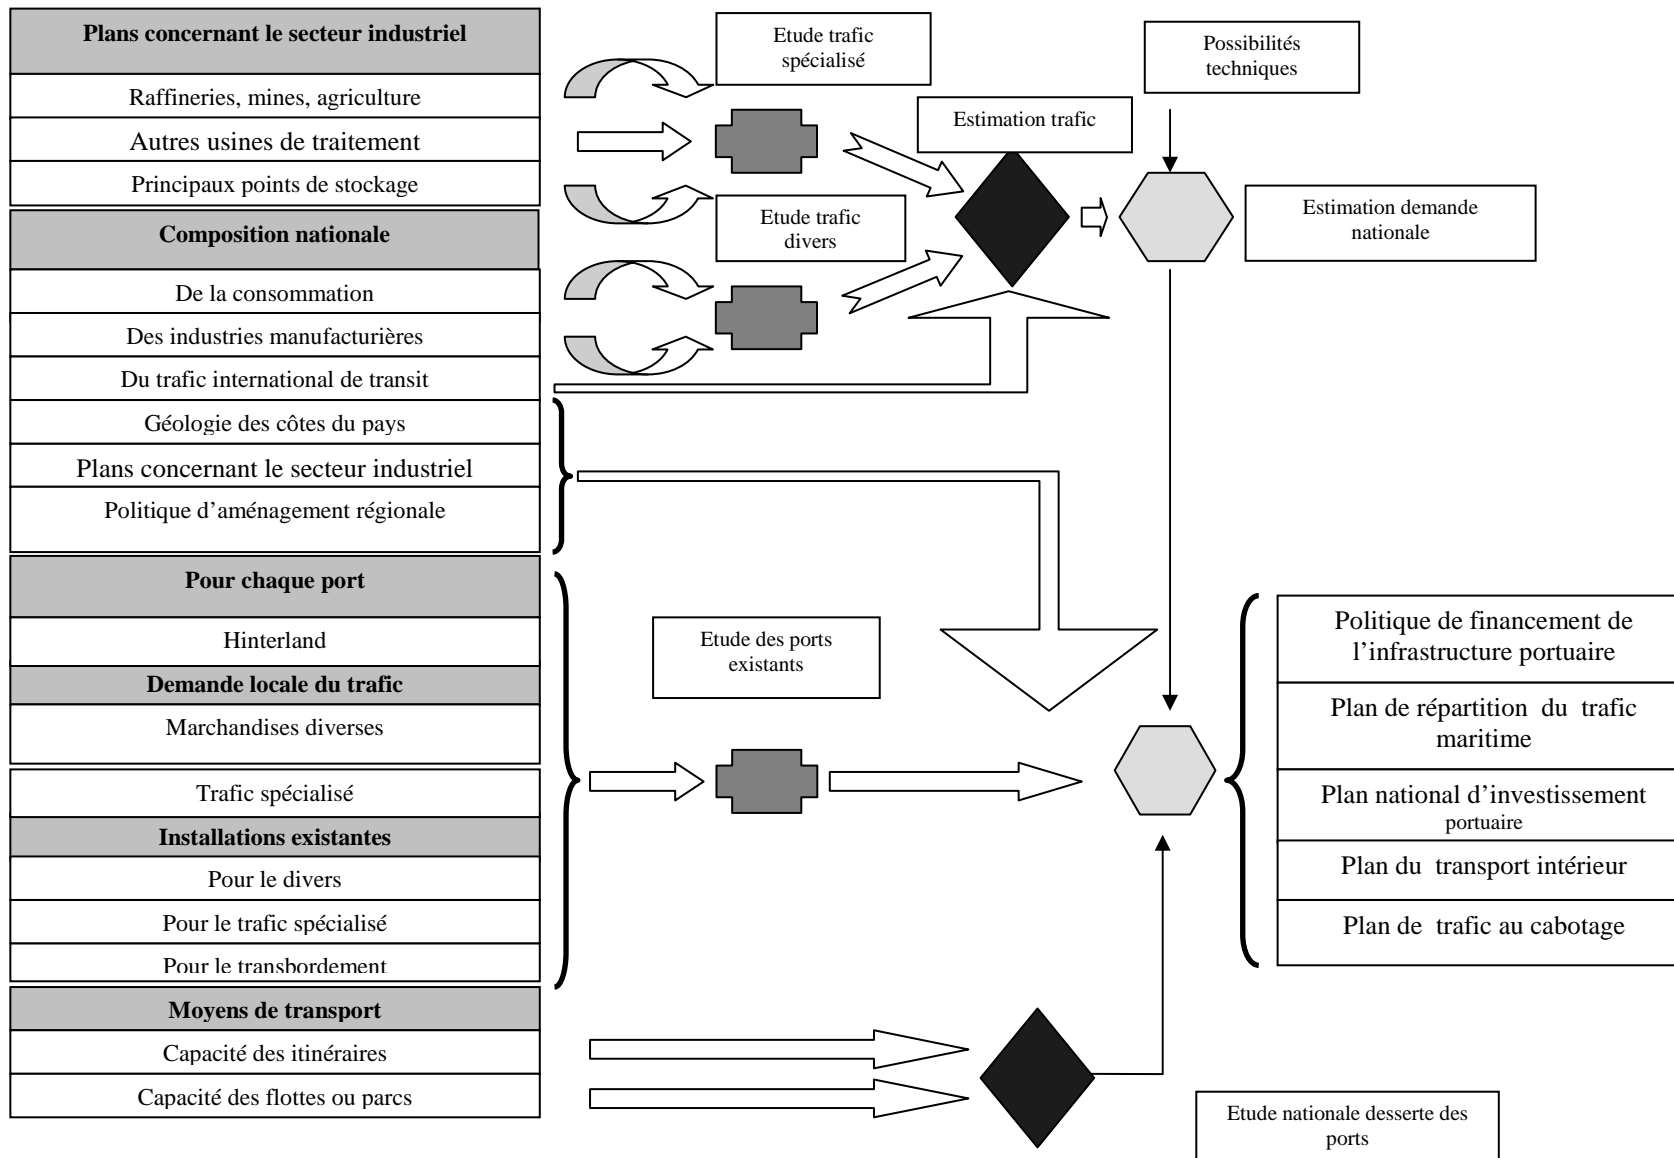 Plans concernant le secteur industriel
Raffineries, mines, agriculture
Autres usines de traitement
Principaux points de stockage
Composition nationale
De la consommation
Des industries manufacturières
Du trafic international de transit
Géologie des côtes du pays
Plans concernant le secteur industriel
Politique d’aménagement régionale
Pour chaque port
Hinterland
Demande locale du trafic
Marchandises diverses
Trafic spécialisé
Installations existantes
Pour le divers
Pour le trafic spécialisé
Pour le transbordement
Moyens de transport
Capacité des itinéraires
Capacité des flottes ou parcs
Etude trafic
spécialisé
Etude trafic
divers
Estimation trafic
Possibilités
techniques
Estimation demande
nationale
Etude des ports
existants
Politique de financement de
l’infrastructure portuaire
Plan de répartition du trafic
maritime
Plan national d’investissement
portuaire
Plan du transport intérieur
Plan de trafic au cabotage
Etude nationale desserte des
ports